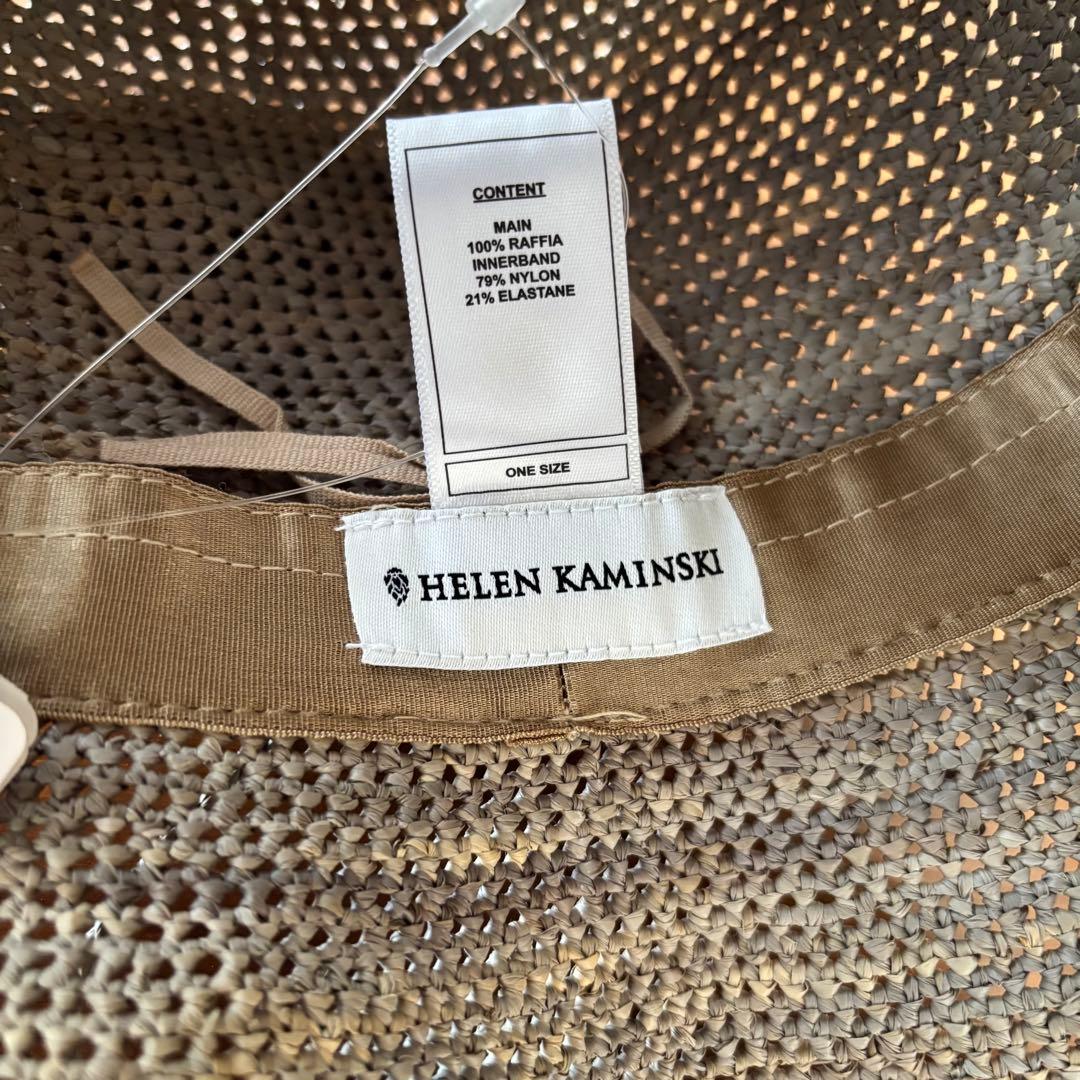 CONTENT
MAIN
100% RAFFIA
INNERBAND
79% NYLON
21% ELASTANE
ONE SIZE
HELEN KAMINSKI